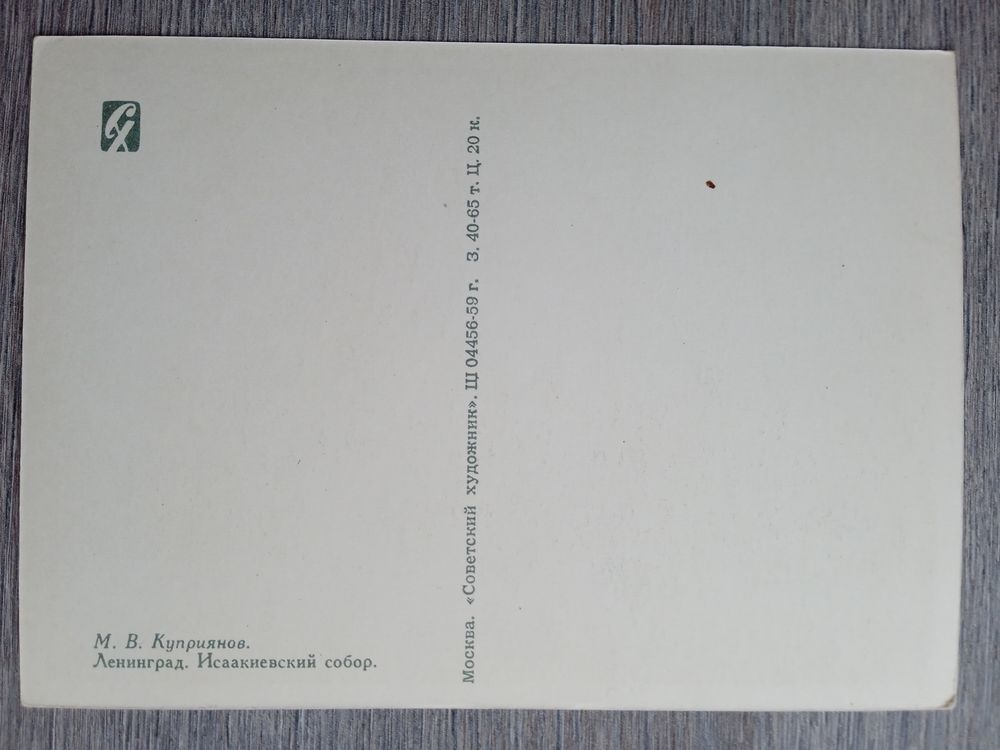 СХ
М. В. Куприянов.
Ленинград. Исаакиевский собор.
Москва. «Советский художник». Щ 04456-59 г. З. 40-65 т. Ц. 20 к.